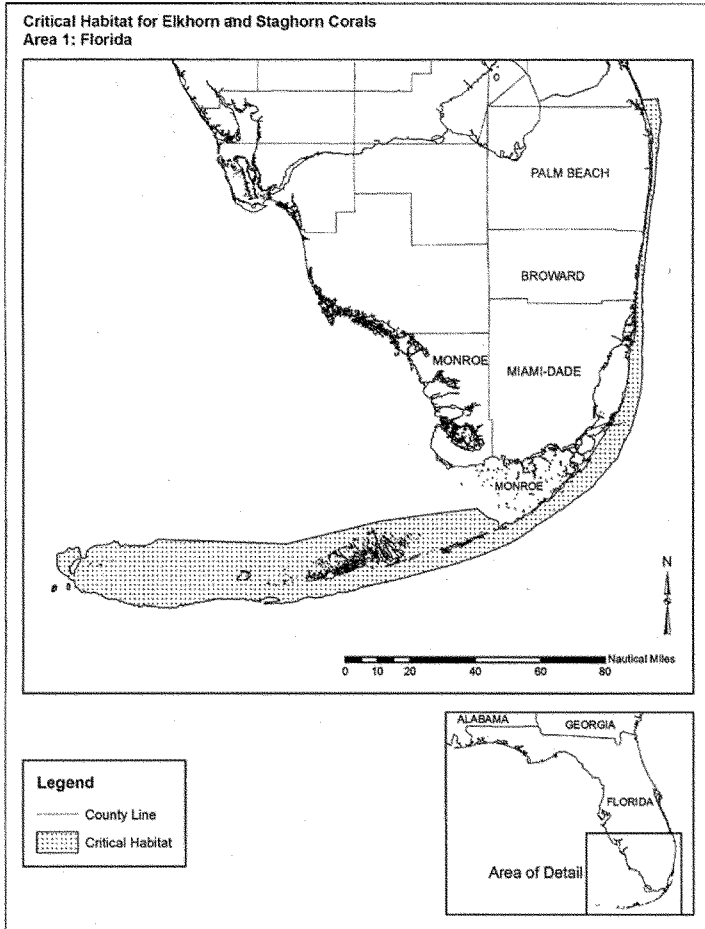 Critical Habitat for Elkhorn and Staghorn Corals
Area 1: Florida
PALM BEACH
BROWARD
MONROE
MIAMI-DADE
MONROE
N
Nautical Miles
0 5 10 20 40 60 80
ALABAMA
GEORGIA
FLORIDA
Area of Detail
Legend
County Line
Critical Habitat